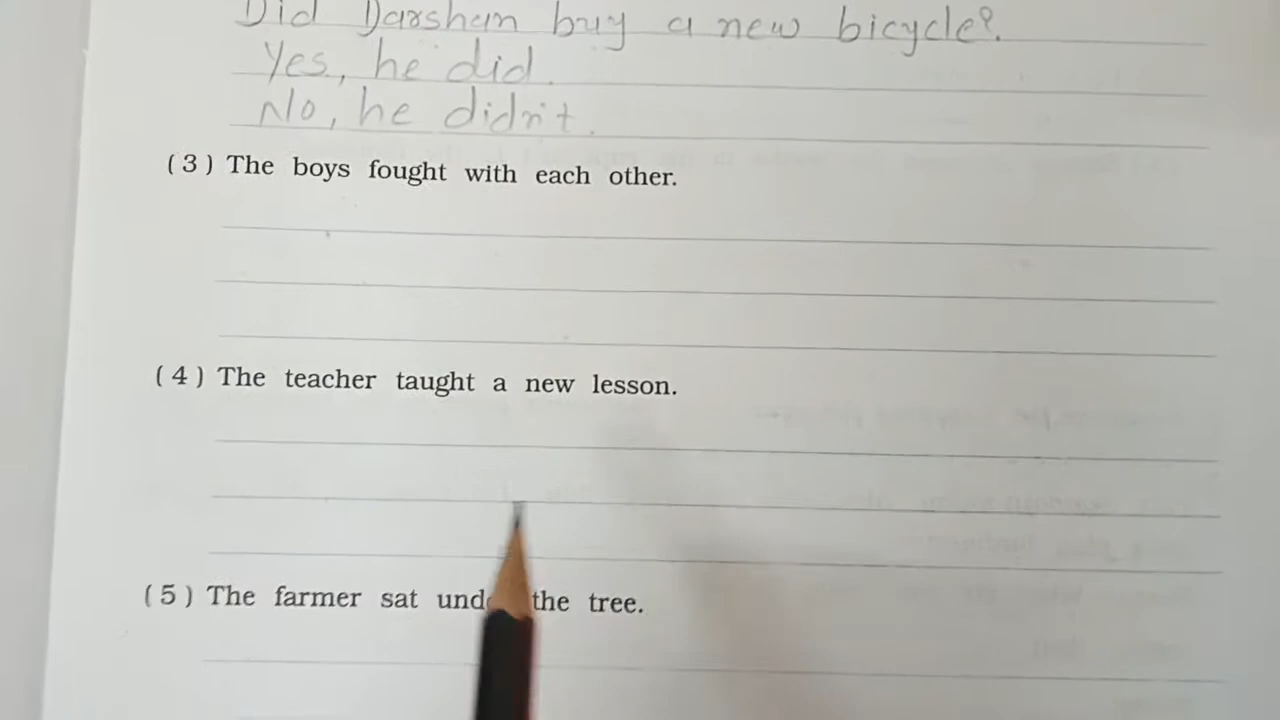 Did Darshan buy a new bicycle?
Yes, he did.
No, he didn't.
(3) The boys fought with each other.
(4) The teacher taught a new lesson.
(5) The farmer sat the tree.